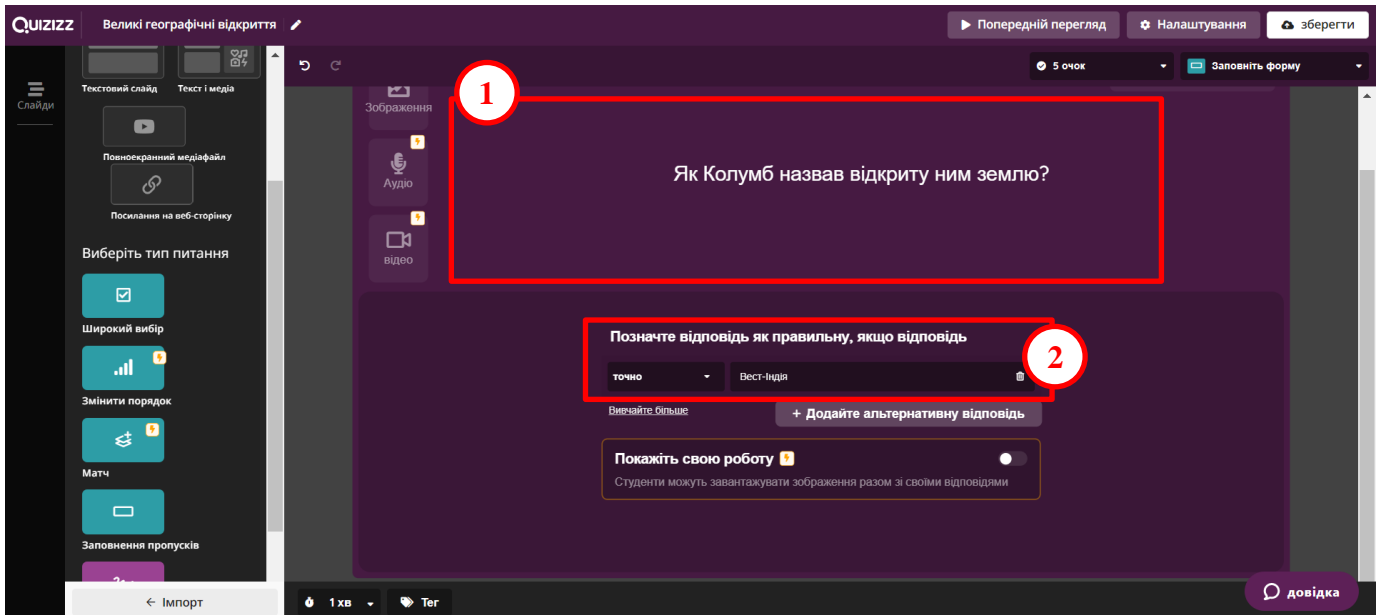 QUIZIZZ
Великі географічні відкриття
Попередній перегляд
Налаштування
зберегти
5 очок
Заповніть форму
Слайди
Текстовий слайд
Текст і медіа
Повноекранний медіафайл
Посилання на веб-сторінку
Виберіть тип питання
Широкий вибір
Змінити порядок
Матч
Заповнення пропусків
← Імпорт
Зображення
Аудіо
відео
1
Як Колумб назвав відкриту ним землю?
Позначте відповідь як правильну, якщо відповідь
2
точно
Вест-Індія
Вивчайте більше
+ Додайте альтернативну відповідь
Покажіть свою роботу
Студенти можуть завантажувати зображення разом зі своїми відповідями
1 хв
Тег
довідка